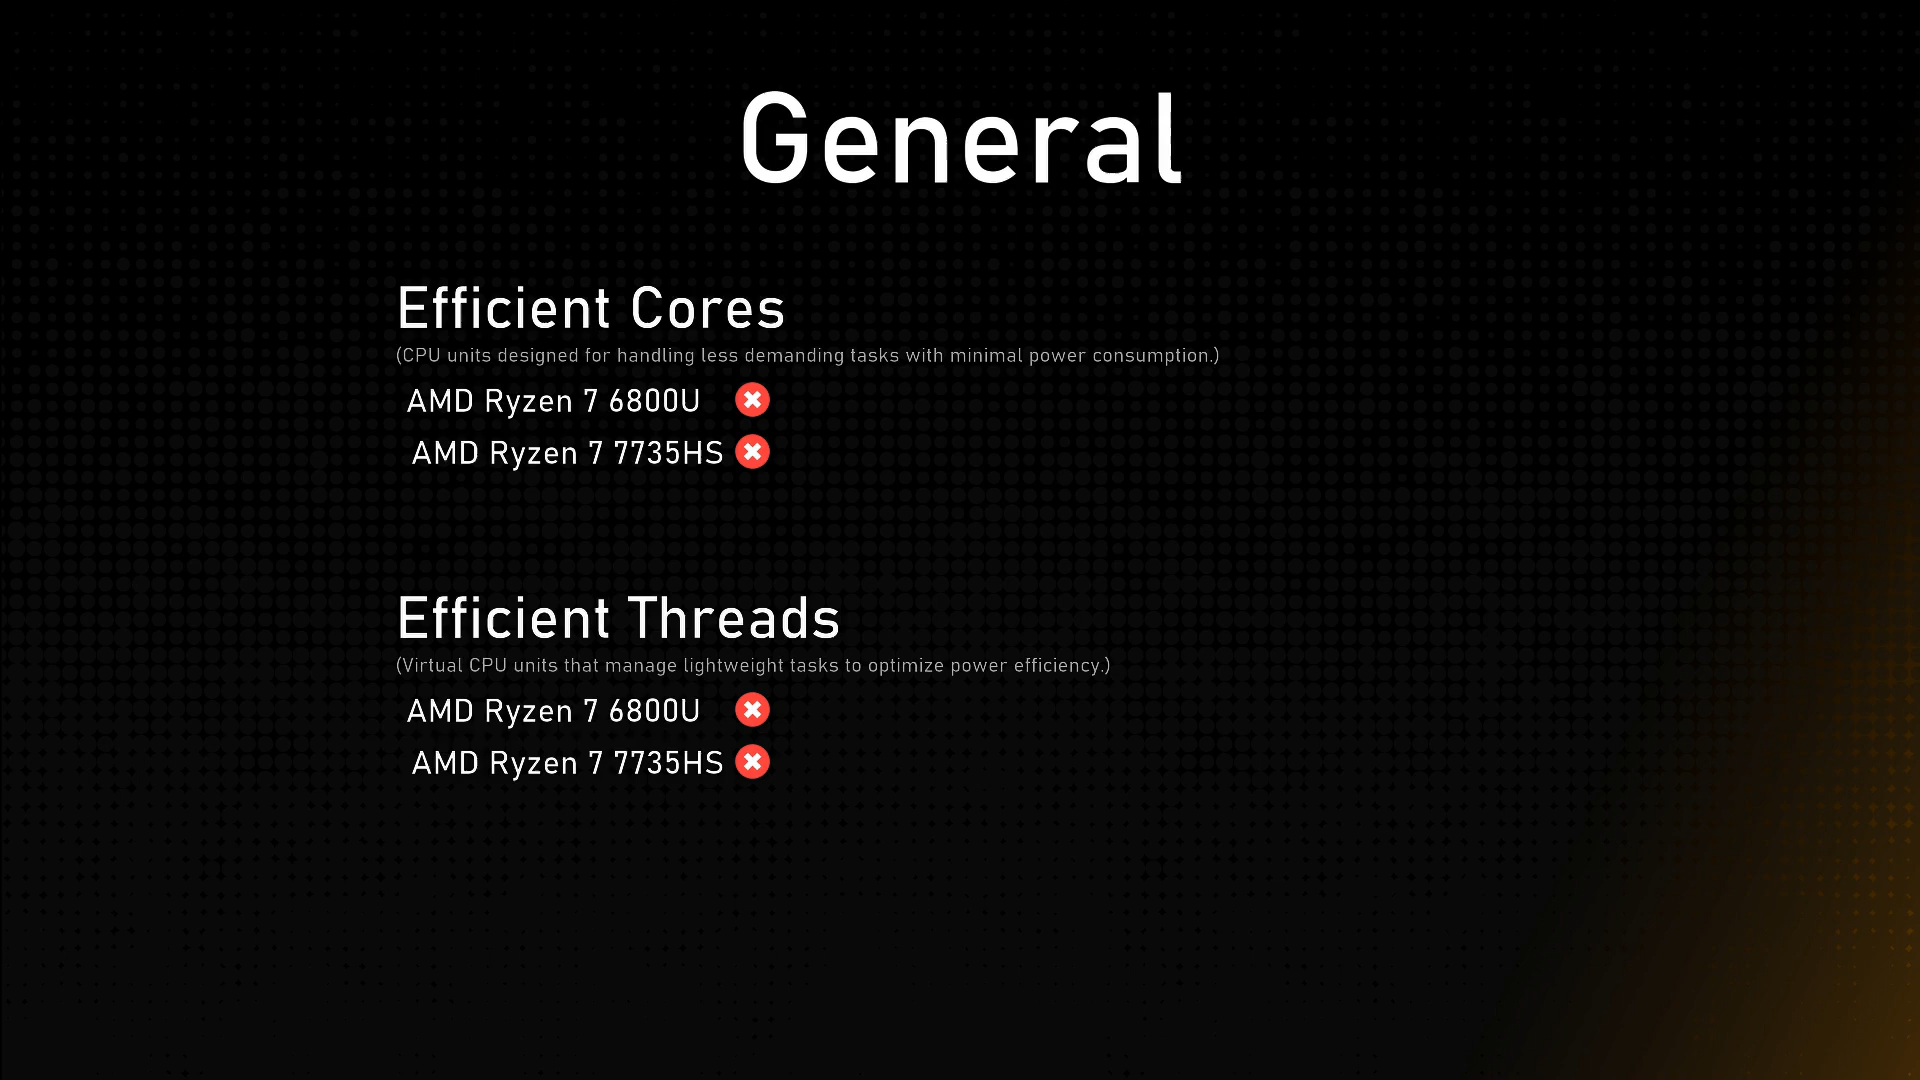 General
Efficient Cores
(CPU units designed for handling less demanding tasks with minimal power consumption.)
AMD Ryzen 7 6800U
AMD Ryzen 7 7735HS
Efficient Threads
(Virtual CPU units that manage lightweight tasks to optimize power efficiency.)
AMD Ryzen 7 6800U
AMD Ryzen 7 7735HS